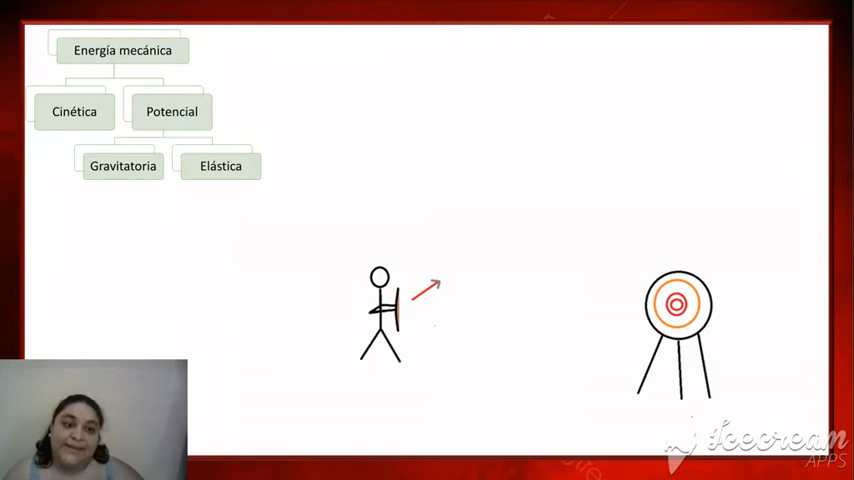 Energía mecánica
Cinética
Potencial
Gravitatoria
Elástica
Icecream
APPS